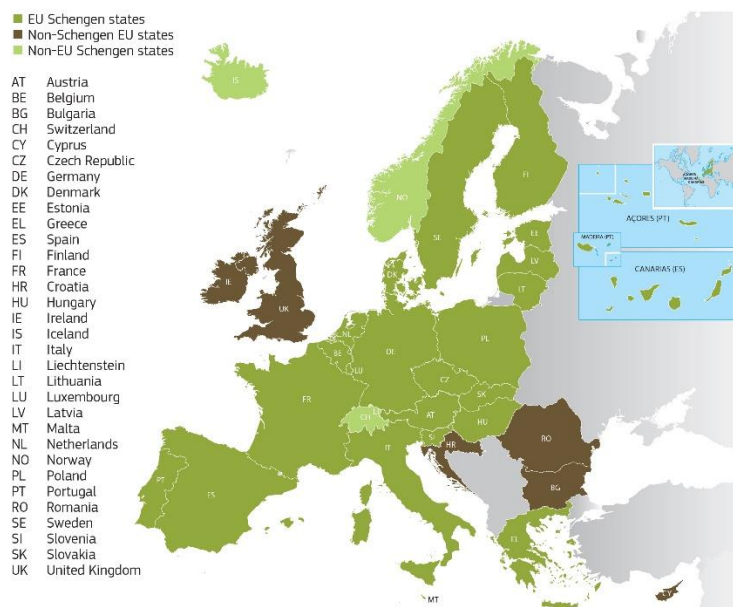 EU Schengen states
Non-Schengen EU states
Non-EU Schengen states
AT Austria
BE Belgium
BG Bulgaria
CH Switzerland
CY Cyprus
CZ Czech Republic
DE Germany
DK Denmark
EE Estonia
EL Greece
ES Spain
FI Finland
FR France
HR Croatia
HU Hungary
IE Ireland
IS Iceland
IT Italy
LI Liechtenstein
LT Lithuania
LU Luxembourg
LV Latvia
MT Malta
NL Netherlands
NO Norway
PL Poland
PT Portugal
RO Romania
SE Sweden
SI Slovenia
SK Slovakia
UK United Kingdom
IS
NO
SE
FI
EE
LV
LT
DK
IE
UK
NL
BE
LU
DE
PL
CZ
SK
FR
CH
AT
HU
SI
HR
RO
BG
IT
PT
ES
EL
MT
CY
AÇORES (PT)
MADEIRA (PT)
CANARIAS (ES)